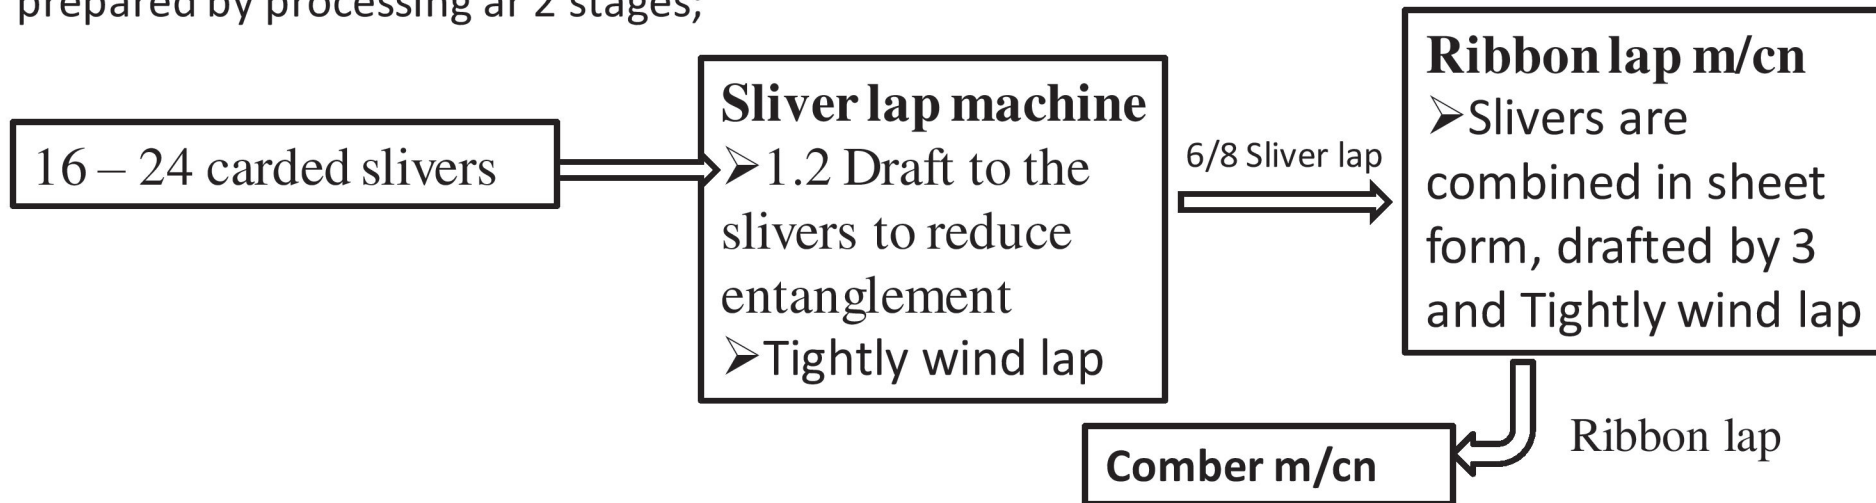 prepared by processing ar 2 stages;
16 – 24 carded slivers
Sliver lap machine
➢1.2 Draft to the
slivers to reduce
entanglement
➢Tightly wind lap
6/8 Sliver lap
Ribbon lap m/cn
➢Slivers are
combined in sheet
form, drafted by 3
and Tightly wind lap
Ribbon lap
Comber m/cn